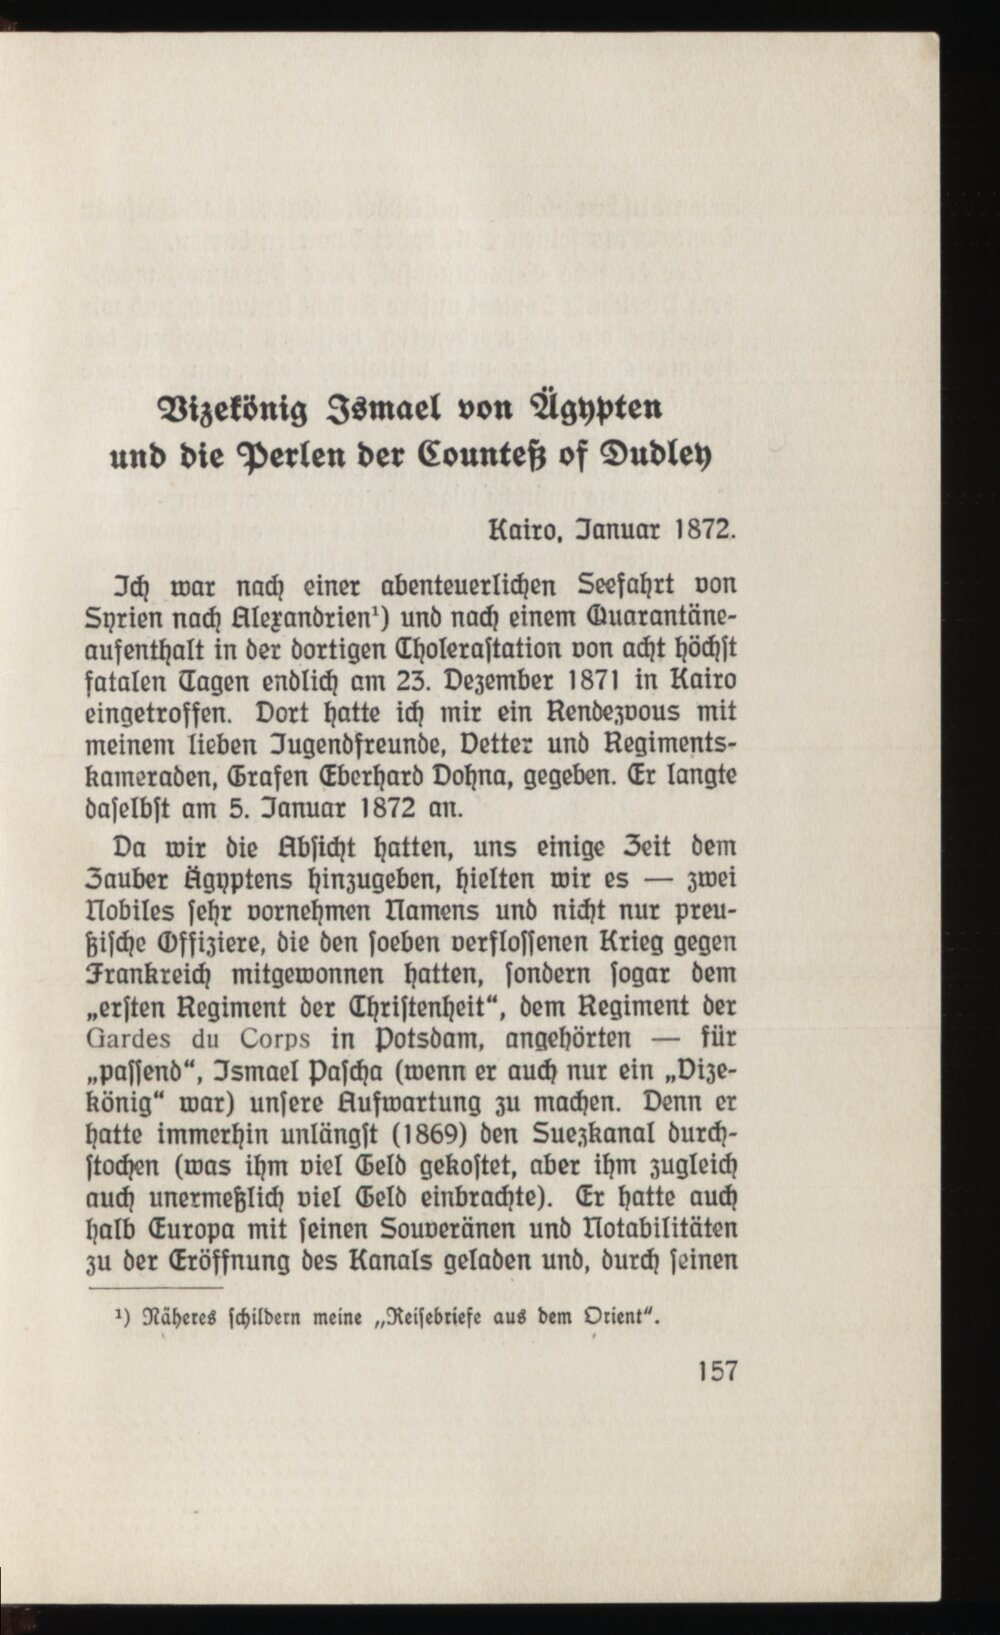 Vizekönig Ismael von Ägypten
und die Perlen der Counteß of Dudley
Kairo, Januar 1872.
Ich war nach einer abenteuerlichen Seefahrt von
Syrien nach Alexandrien¹) und nach einem Quarantäne-
aufenthalt in der dortigen Cholerastation von acht höchst
fatalen Tagen endlich am 23. Dezember 1871 in Kairo
eingetroffen. Dort hatte ich mir ein Rendezvous mit
meinem lieben Jugendfreunde, Vetter und Regiments-
kameraden, Grafen Eberhard Dohna, gegeben. Er langte
daselbst am 5. Januar 1872 an.
Da wir die Absicht hatten, uns einige Zeit dem
Zauber Ägyptens hinzugeben, hielten wir es — zwei
Nobiles sehr vornehmen Namens und nicht nur preu-
ßische Offiziere, die den soeben verflossenen Krieg gegen
Frankreich mitgewonnen hatten, sondern sogar dem
„ersten Regiment der Christenheit“, dem Regiment der
Gardes du Corps in Potsdam, angehörten — für
„passend“, Ismael Pascha (wenn er auch nur ein „Vize-
könig“ war) unsere Aufwartung zu machen. Denn er
hatte immerhin unlängst (1869) den Suezkanal durch-
stochen (was ihm viel Geld gekostet, aber ihm zugleich
auch unermeßlich viel Geld einbrachte). Er hatte auch
halb Europa mit seinen Souveränen und Notabilitäten
zu der Eröffnung des Kanals geladen und, durch seinen
¹) Näheres schildern meine „Reisebriefe aus dem Orient“.
157